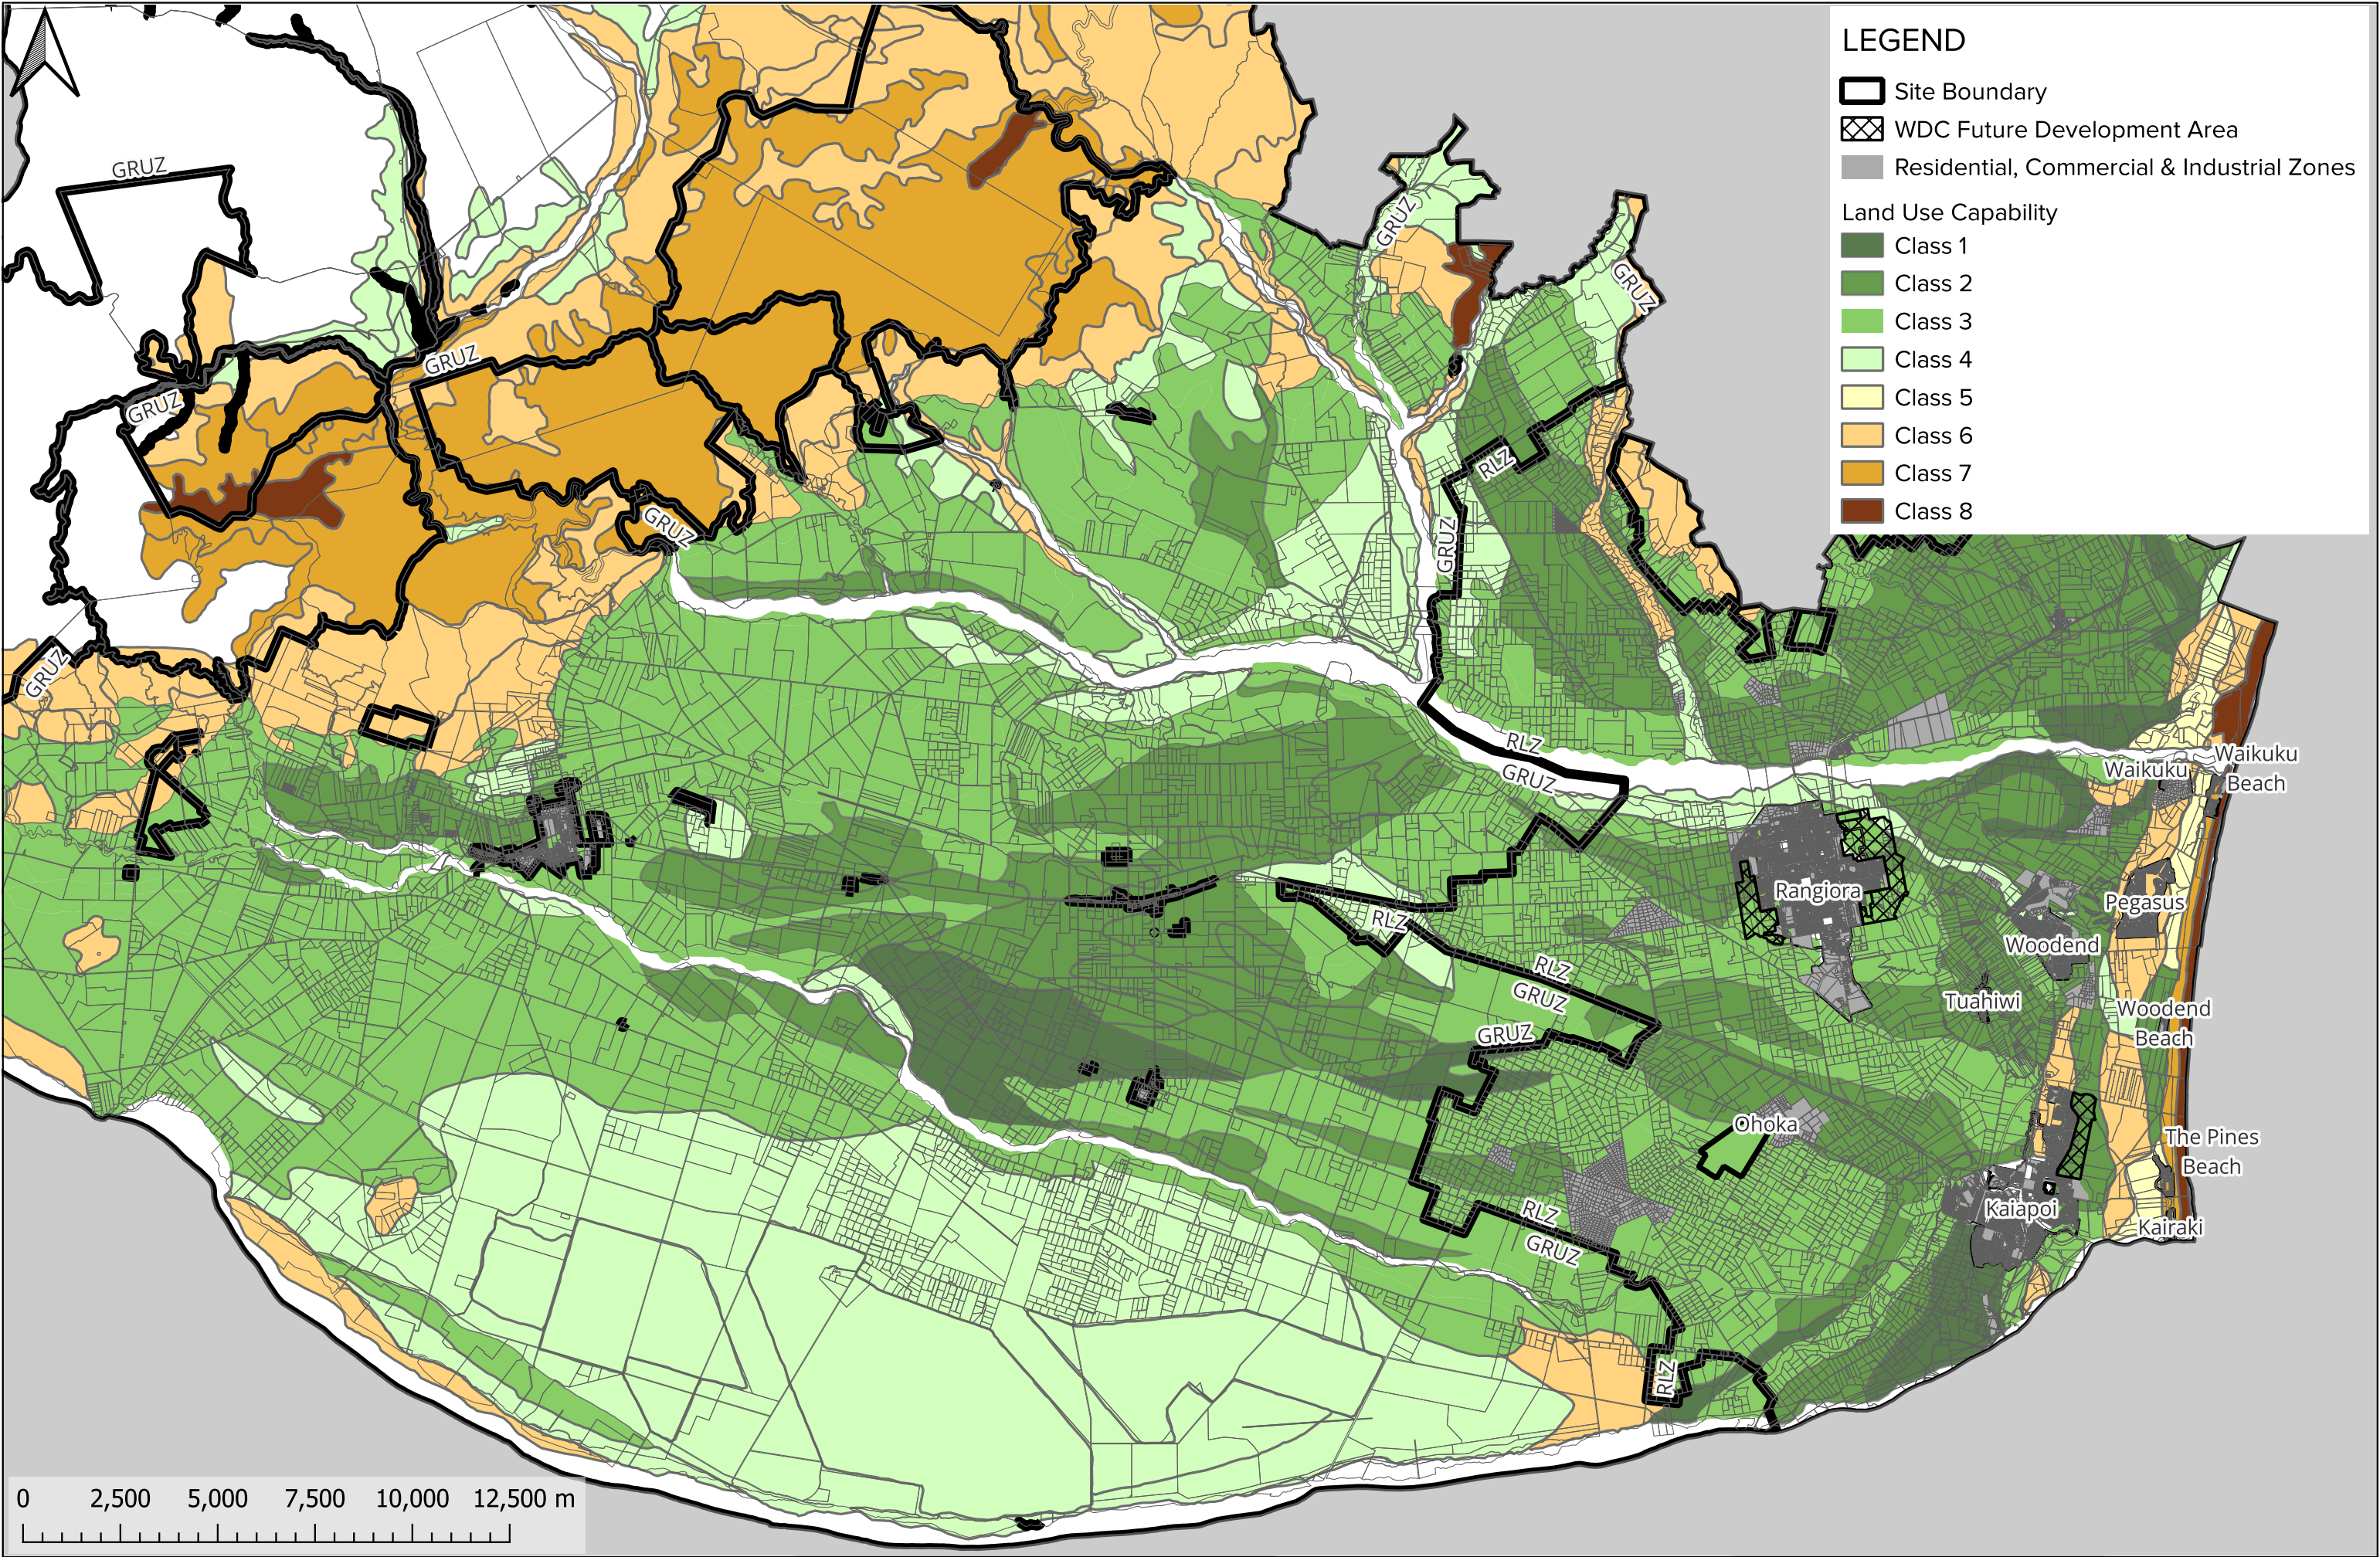 LEGEND
Site Boundary
WDC Future Development Area
Residential, Commercial & Industrial Zones
Land Use Capability
Class 1
Class 2
Class 3
Class 4
Class 5
Class 6
Class 7
Class 8
GRUZ
GRUZ
GRUZ
GRUZ
GRUZ
GRUZ
RLZ
GRUZ
GRUZ
GRUZ
RLZ
GRUZ
Waikuku
Waikuku
Beach
RLZ
Rangiora
Pegasus
Woodend
RLZ
GRUZ
Tuahiwi
Woodend
Beach
GRUZ
Ohoka
The Pines
Beach
RLZ
GRUZ
Kaiapoi
Kairaki
RLZ
0 2,500 5,000 7,500 10,000 12,500 m